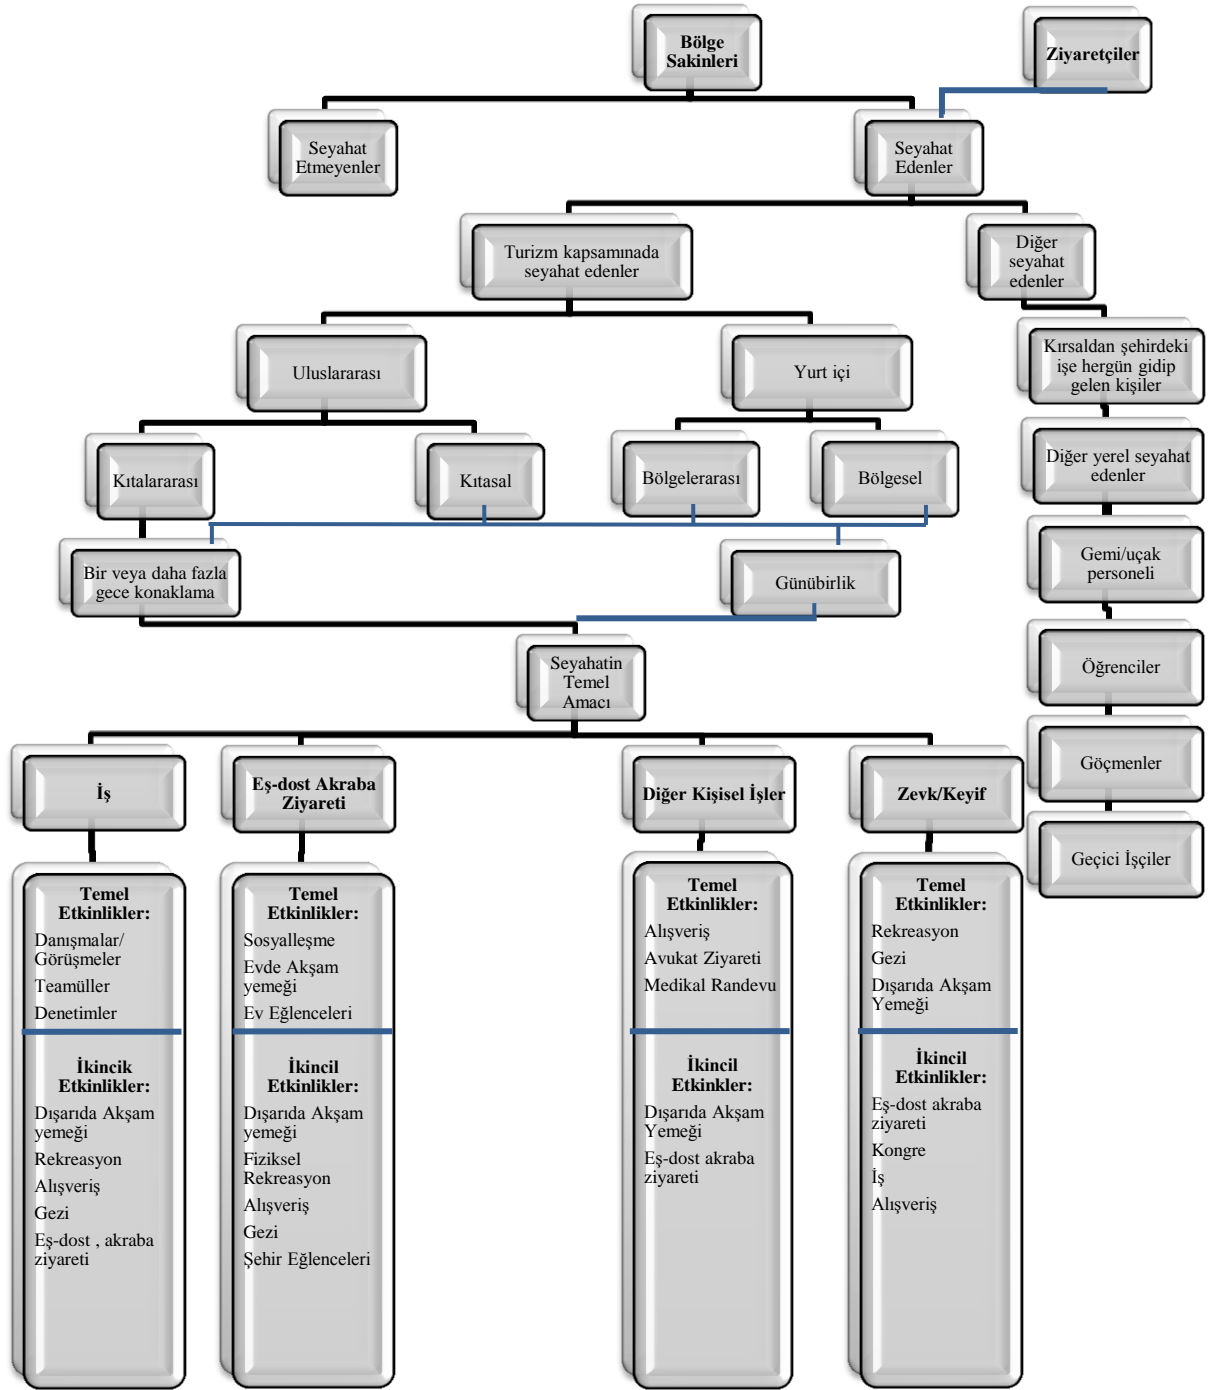 Bölge
Sakinleri
Ziyaretçiler
Seyahat
Etmeyenler
Seyahat
Edenler
Turizm kapsamınada
seyahat edenler
Diğer
seyahat
edenler
Uluslararası
Yurt içi
Kırsaldan şehirdeki
işe hergün gidip
gelen kişiler
Kıtalararası
Kıtasal
Bölgelerarası
Bölgesel
Diğer yerel seyahat
edenler
Bir veya daha fazla
gece konaklama
Günübirlik
Gemi/uçak
personeli
Seyahatin
Temel
Amacı
Öğrenciler
Göçmenler
Geçici İşçiler
İş
Eş-dost Akraba
Ziyareti
Diğer Kişisel İşler
Zevk/Keyif
Temel
Etkinlikler:
Danışmalar/
Görüşmeler
Teamüller
Denetimler
İkincik
Etkinlikler:
Dışarıda Akşam
yemeği
Rekreasyon
Alışveriş
Gezi
Eş-dost , akraba
ziyareti
Temel
Etkinlikler:
Sosyalleşme
Evde Akşam
yemeği
Ev Eğlenceleri
İkincil
Etkinlikler:
Dışarıda Akşam
yemeği
Fiziksel
Rekreasyon
Alışveriş
Gezi
Şehir Eğlenceleri
Temel
Etkinlikler:
Alışveriş
Avukat Ziyareti
Medikal Randevu
İkincil
Etkinkler:
Dışarıda Akşam
Yemeği
Eş-dost akraba
ziyareti
Temel
Etkinlikler:
Rekreasyon
Gezi
Dışarıda Akşam
Yemeği
İkincil
Etkinlikler:
Eş-dost akraba
ziyareti
Kongre
İş
Alışveriş